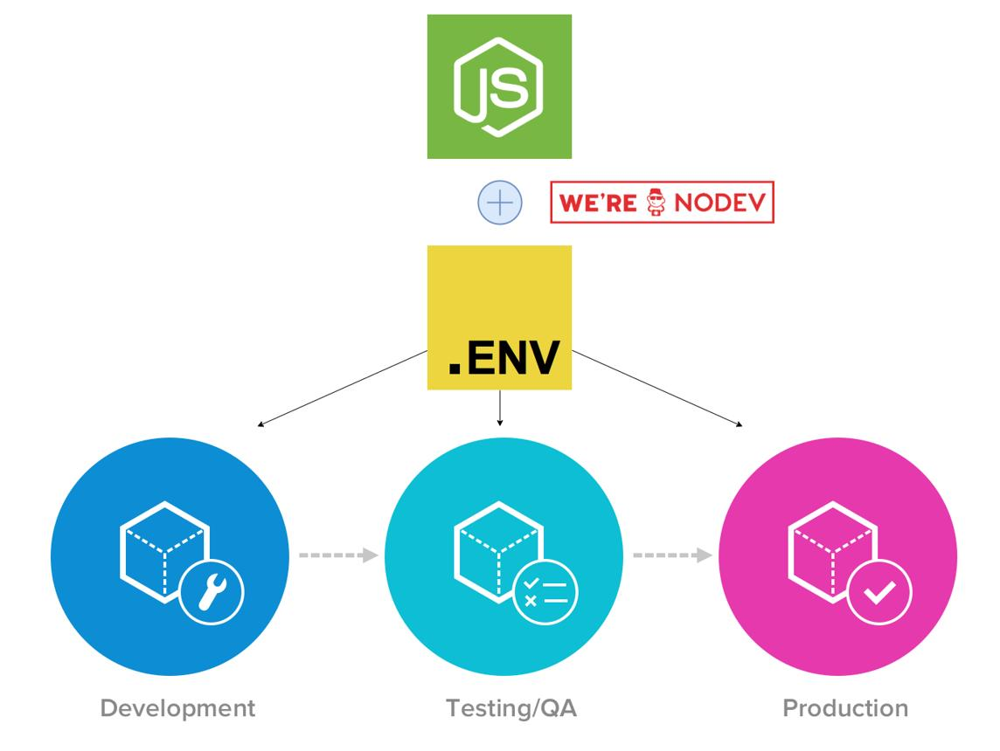 JS
WE'RE NODEV
.ENV
Development
Testing/QA
Production